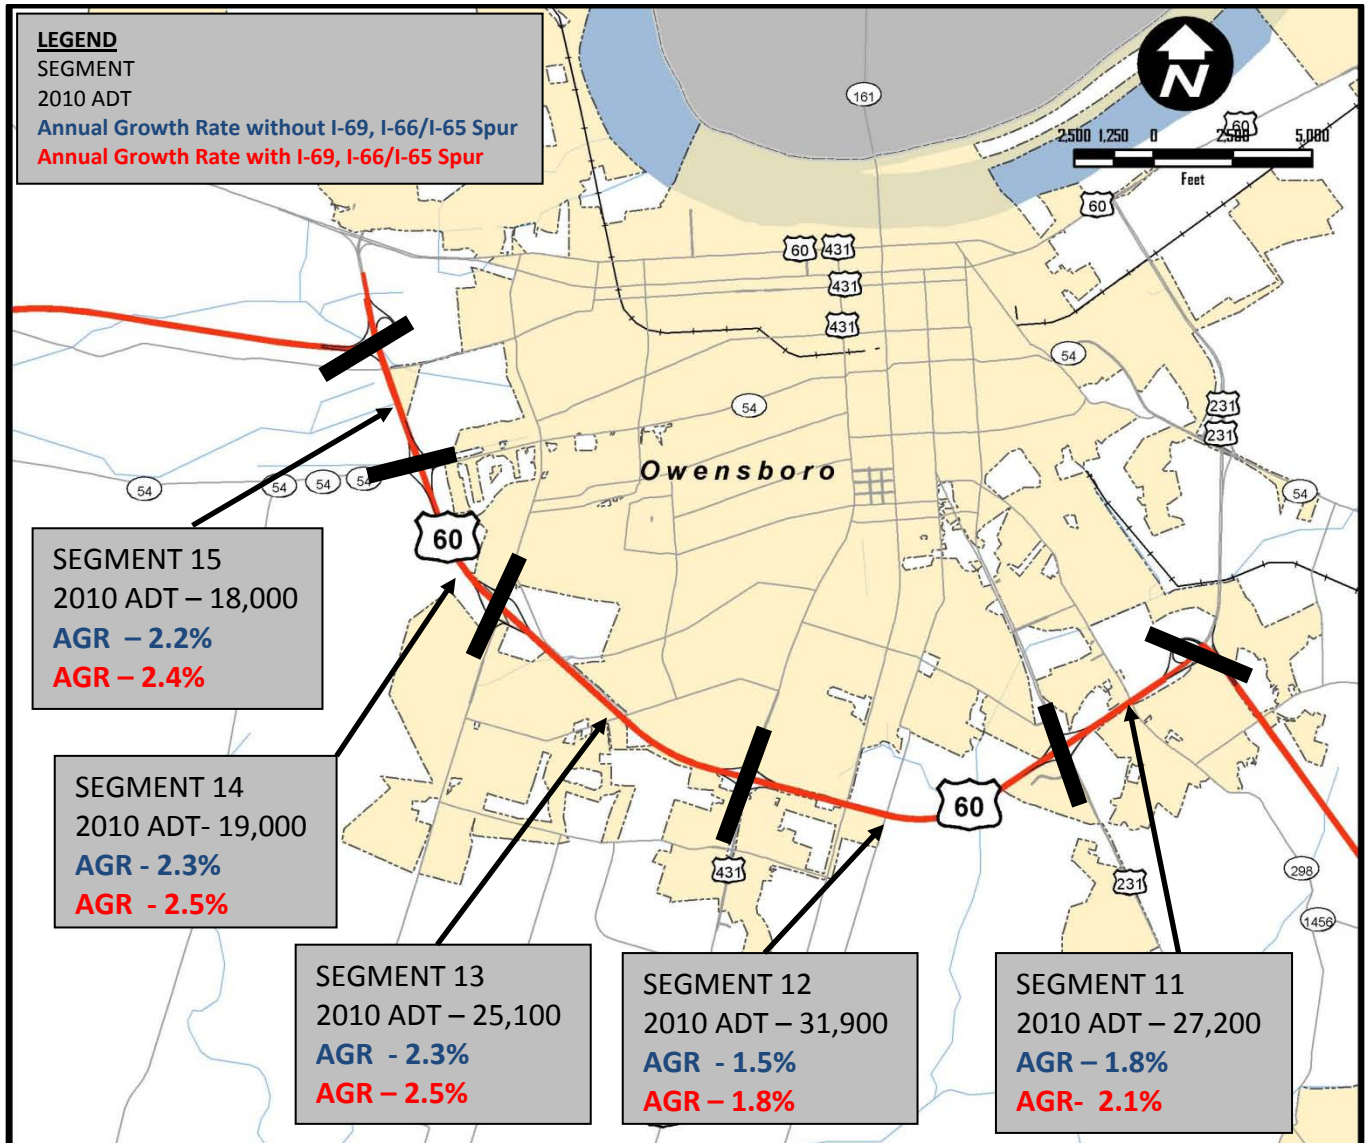 LEGEND
SEGMENT
2010 ADT
Annual Growth Rate without I-69, I-66/I-65 Spur
Annual Growth Rate with I-69, I-66/I-65 Spur
N
161
60
2,500 1,250 0 2,500 5,000
Feet
60
60 431
431
431
54
54
231
231
Owensboro
54 54 54 54
54
60
SEGMENT 15
2010 ADT – 18,000
AGR – 2.2%
AGR – 2.4%
SEGMENT 14
2010 ADT- 19,000
AGR - 2.3%
AGR - 2.5%
60
431
231
298
1456
SEGMENT 13
2010 ADT – 25,100
AGR - 2.3%
AGR – 2.5%
SEGMENT 12
2010 ADT – 31,900
AGR - 1.5%
AGR – 1.8%
SEGMENT 11
2010 ADT – 27,200
AGR – 1.8%
AGR- 2.1%